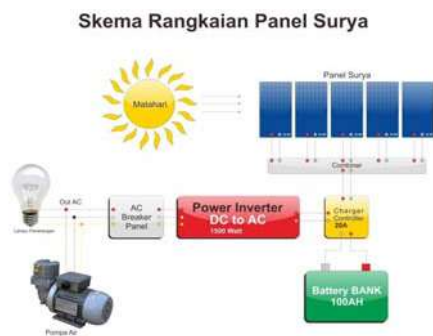 Skema Rangkaian Panel Surya
Panel Surya
Matahari
Combiner
Out AC
AC
Breaker
Panel
Power Inverter
DC to AC
1500 Watt
Charger
Controller
20A
Lampu Penerangan
Battery BANK
100AH
Pompa Air